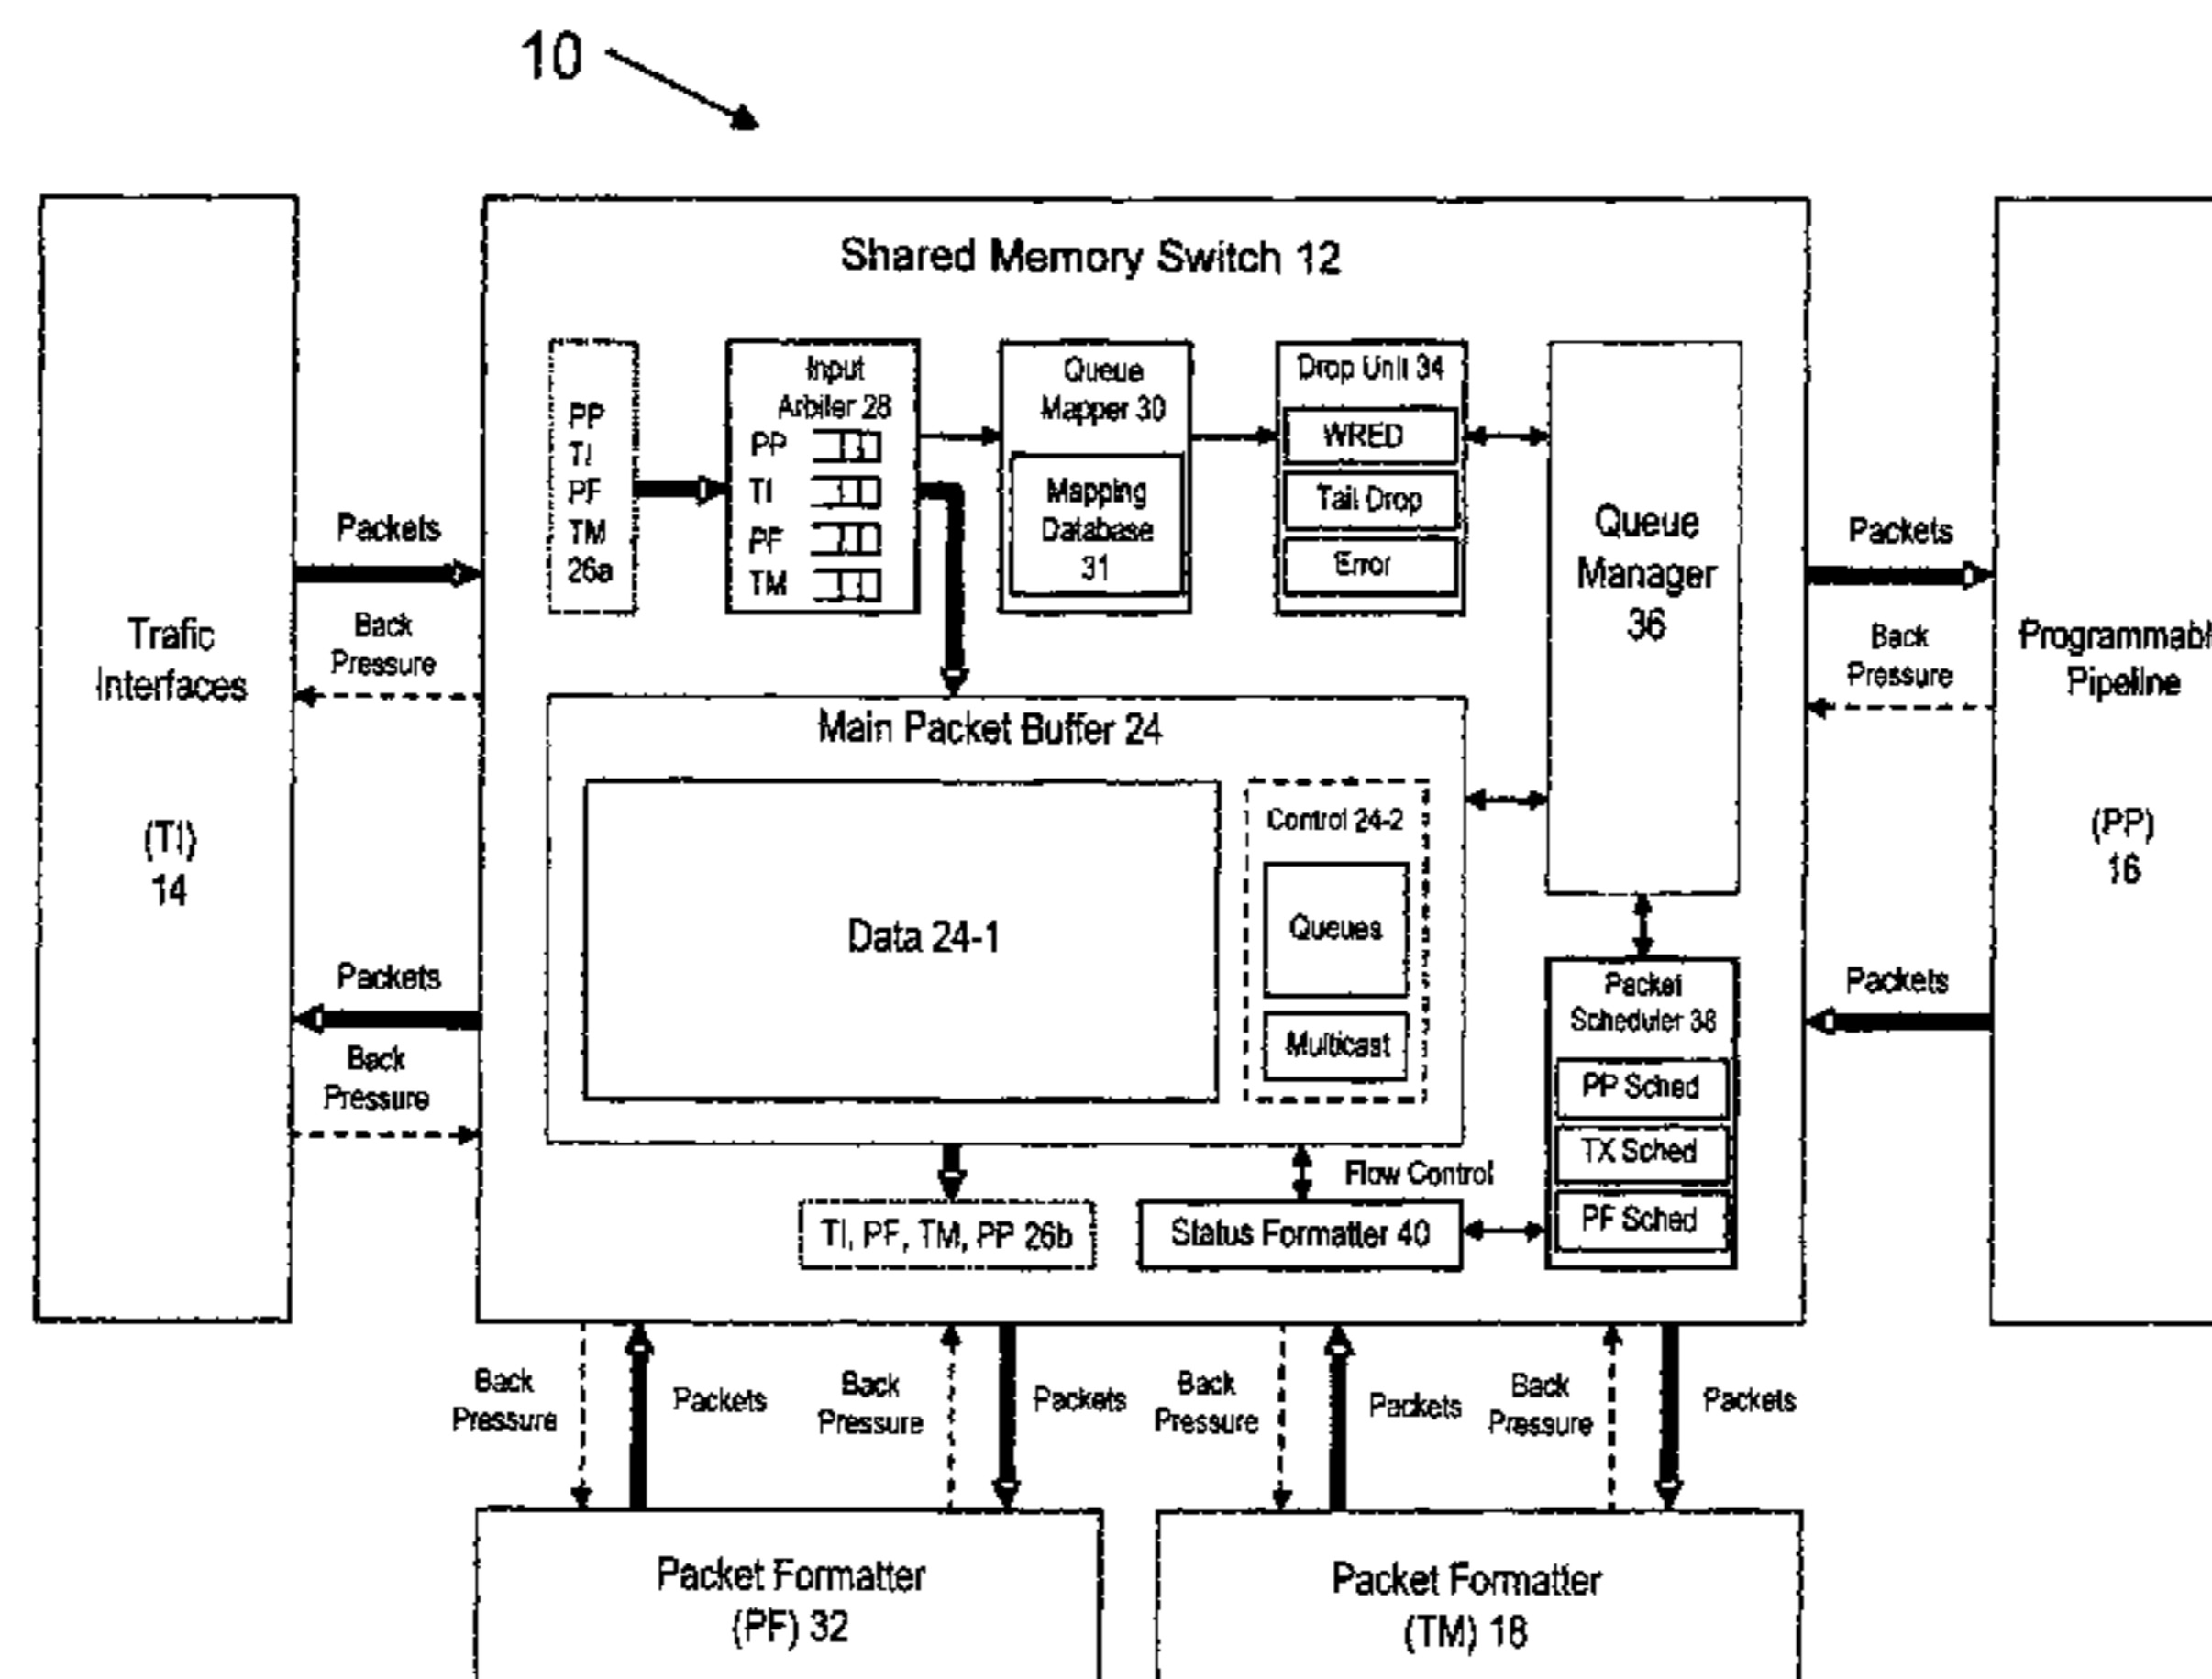 10
Shared Memory Switch 12
Trafic
Interfaces
(TI)
14
Packets
Back
Pressure
Packets
Back
Pressure
PP
TI
PF
TM
26a
Input
Arbiter 28
PP
TI
PF
TM
Queue
Mapper 30
Mapping
Database
31
Drop Unit 34
WRED
Tail Drop
Error
Queue
Manager
36
Main Packet Buffer 24
Data 24-1
Control 24-2
Queues
Multicast
Packet
Scheduler 38
PP Sched
TX Sched
PF Sched
Flow Control
TI, PF, TM, PP 26b
Status Formatter 40
Packets
Back
Pressure
Packets
Programmabl
Pipeline
(PP)
16
Back
Pressure
Packets
Back
Pressure
Packets
Back
Pressure
Packets
Back
Pressure
Packets
Packet Formatter
(PF) 32
Packet Formatter
(TM) 18